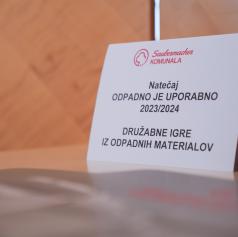 Saubermacher
KOMUNALA
Natečaj
ODPADNO JE UPORABNO
2023/2024
DRUŽABNE IGRE
IZ ODPADNIH MATERIALOV